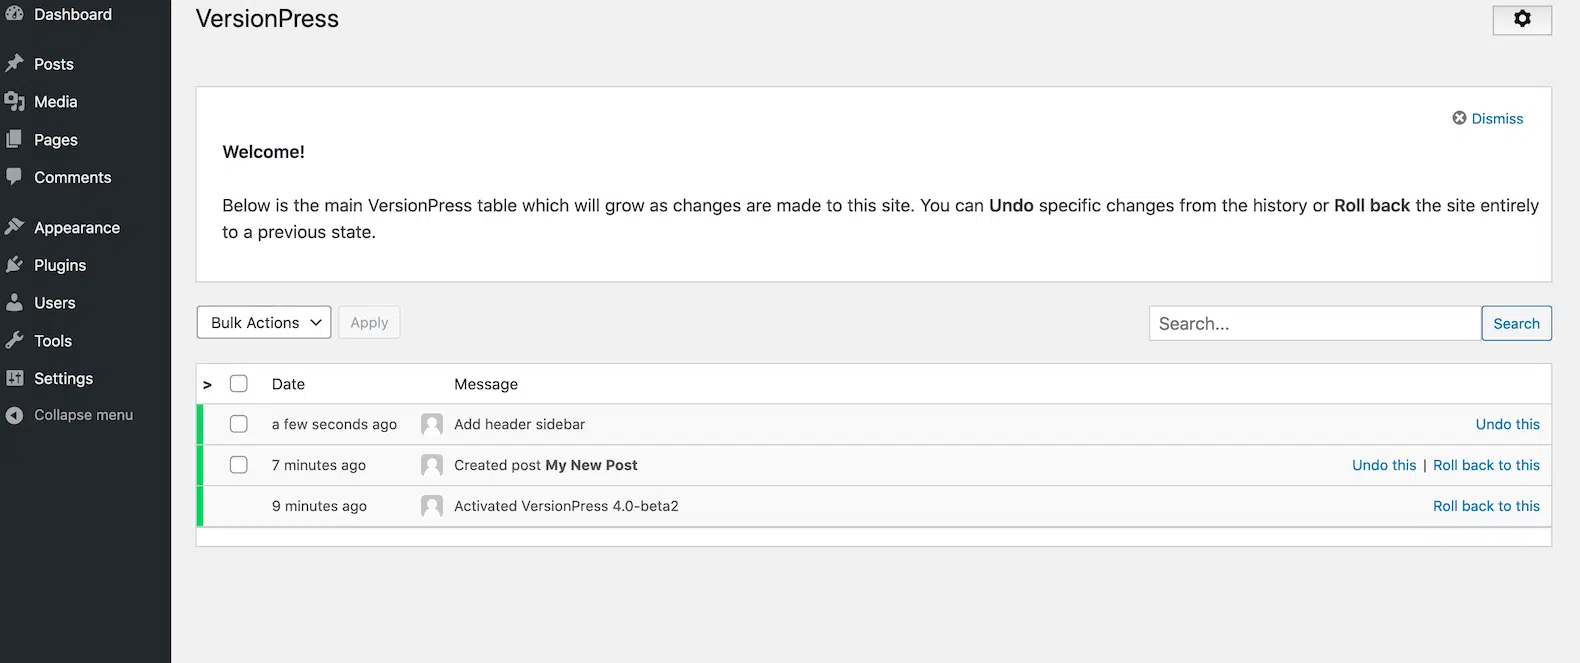 Dashboard
Posts
Media
Pages
Comments
Appearance
Plugins
Users
Tools
Settings
Collapse menu
VersionPress
Dismiss
Welcome!
Below is the main VersionPress table which will grow as changes are made to this site. You can Undo specific changes from the history or Roll back the site entirely
to a previous state.
Bulk Actions Apply Search... Search
> Date Message
a few seconds ago Add header sidebar Undo this
7 minutes ago Created post My New Post Undo this | Roll back to this
9 minutes ago Activated VersionPress 4.0-beta2 Roll back to this